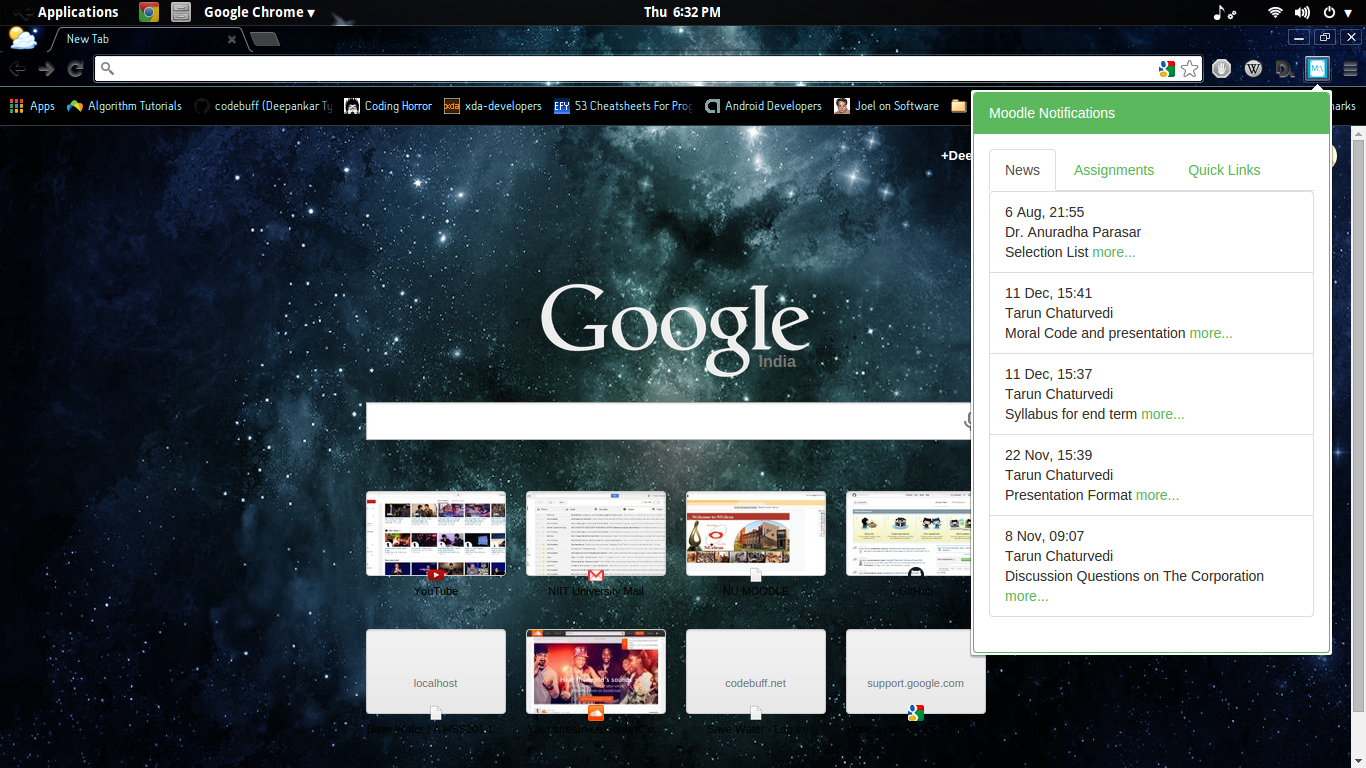 Applications
Google Chrome ▾
Thu 6:32 PM
New Tab
Apps
Algorithm Tutorials
codebuff (Deepankar Ty
Coding Horror
xda-developers
53 Cheatsheets For Prog
Android Developers
Joel on Software
marks
+Dee
Google
India
YouTube
NIIT University Mail
NU MOODLE
GitHub
localhost
codebuff.net
support.google.com
Moodle Notifications
News
Assignments
Quick Links
6 Aug, 21:55
Dr. Anuradha Parasar
Selection List more...
11 Dec, 15:41
Tarun Chaturvedi
Moral Code and presentation more...
11 Dec, 15:37
Tarun Chaturvedi
Syllabus for end term more...
22 Nov, 15:39
Tarun Chaturvedi
Presentation Format more...
8 Nov, 09:07
Tarun Chaturvedi
Discussion Questions on The Corporation
more...